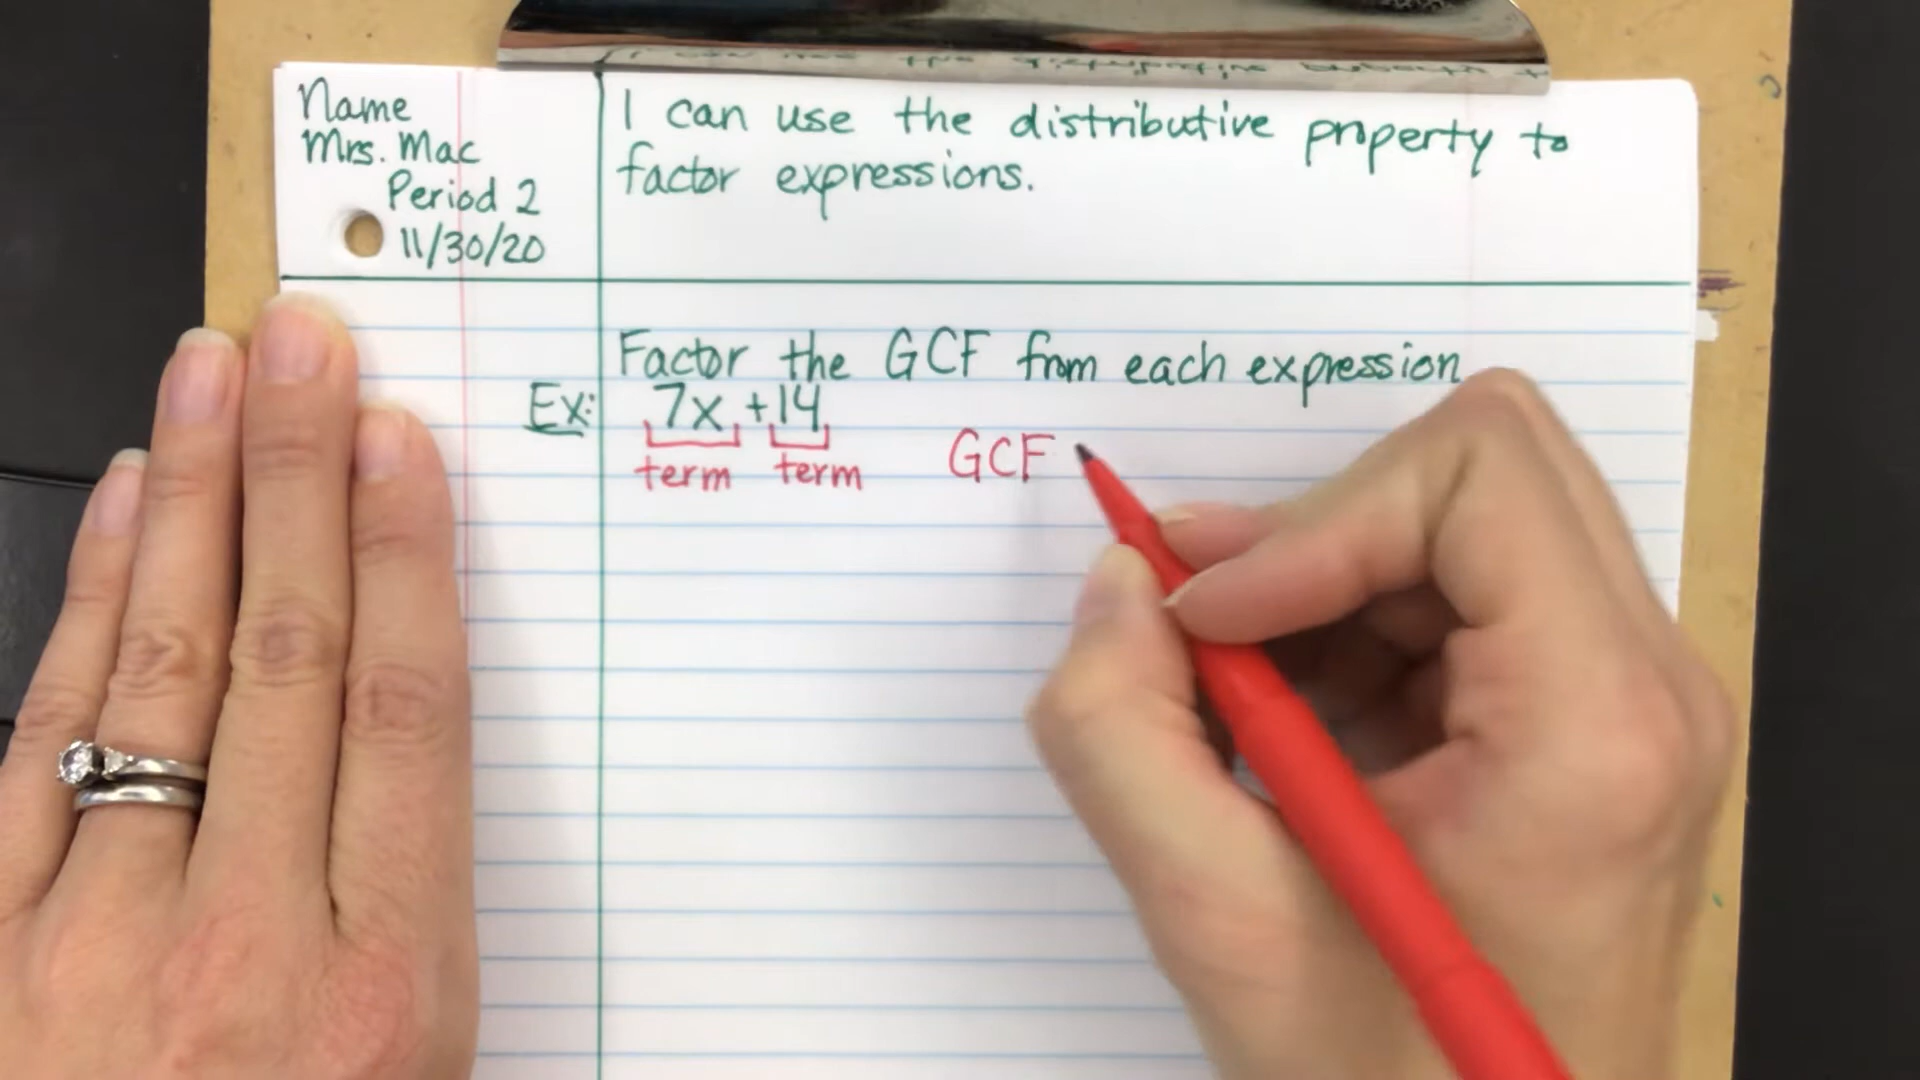 Name
Mrs. Mac
Period 2
11/30/20
I can use the distributive property to
factor expressions.
Factor the GCF from each expression
Ex: 7x + 14
term term
GCF